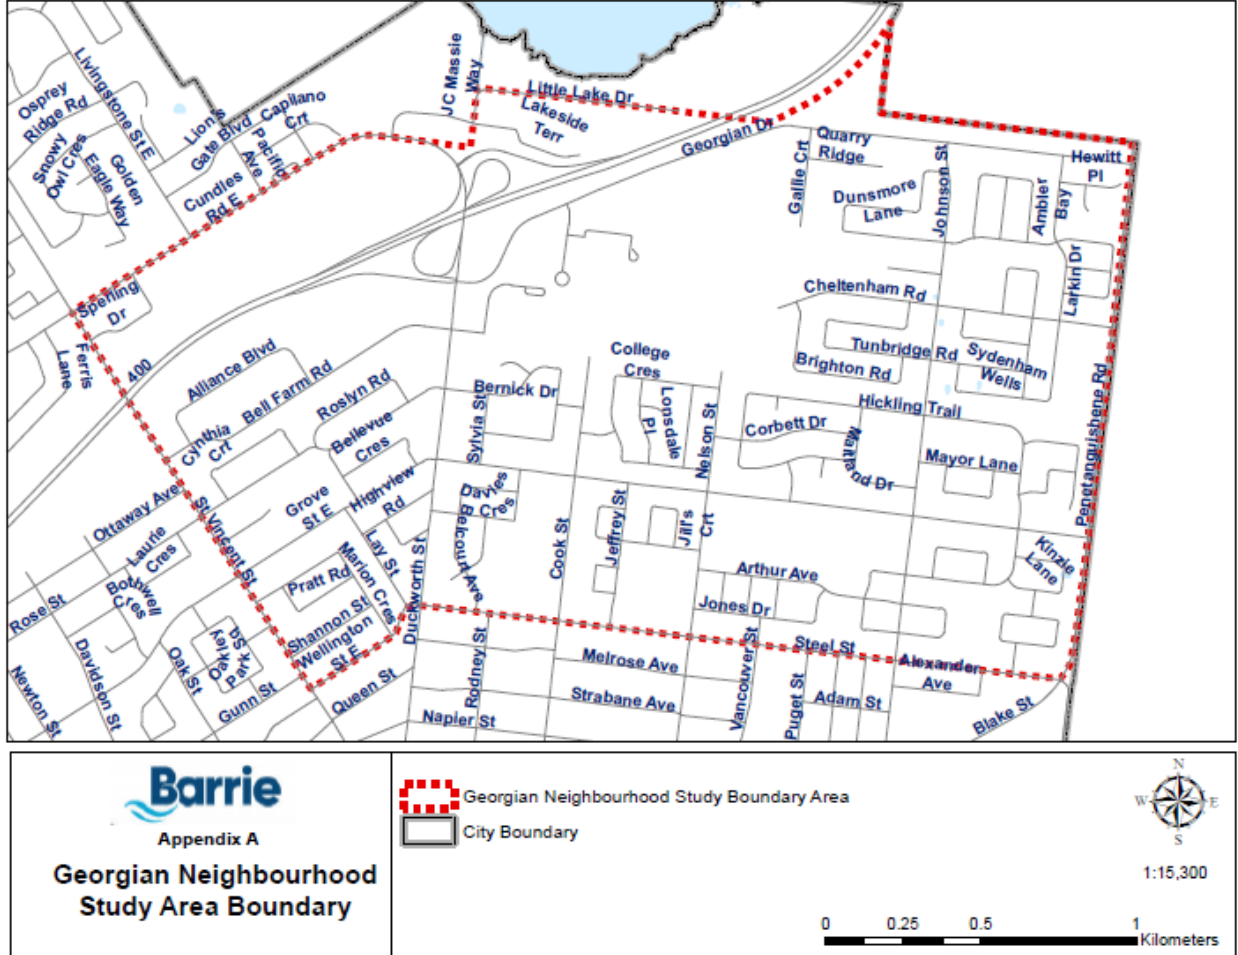 Livingstone St E
Osprey
Ridge Rd
Snowy
Owl Cres
Golden
Eagle Way
Lion's
Gate Blvd
Capilano
Crt
Pacific
Ave
Cundles
Rd E
JC Massie
Way
Little Lake Dr
Lakeside
Terr
Georgian Dr
Quarry
Ridge
Gallie Crt
Dunsmore
Lane
Johnson St
Ambler
Bay
Hewitt
Pl
Larkin Dr
Sperling
Dr
Ferris
Lane
400
Alliance Blvd
Bell Farm Rd
Roslyn Rd
Cynthia
Crt
Bellevue
Cres
Grove
St E
Highview
Rd
College
Cres
Bernick Dr
Sylvia St
Lonsdale
Pl
Nelson St
Cheltenham Rd
Tunbridge Rd
Brighton Rd
Sydenham
Wells
Hickling Trail
Corbett Dr
Maitland Dr
Mayor Lane
Penetanguishene Rd
Ottaway Ave
St Vincent St
Laurie
Cres
Bothwell
Cres
Rose St
Davidson St
Newton St
Oak St
Oakley
Park Sq
Gunn St
Queen St
Pratt Rd
Shannon St
Wellington
St E
Marion Cres
Lay St
Duckworth St
Davies
Cres
Belcourt Ave
Cook St
Jeffrey St
Jill's
Crt
Arthur Ave
Jones Dr
Kinzie
Lane
Steel St
Alexander
Ave
Melrose Ave
Strabane Ave
Rodney St
Napier St
Vancouver St
Puget St
Adam St
Blake St
Barrie
Appendix A
Georgian Neighbourhood
Study Area Boundary
Georgian Neighbourhood Study Boundary Area
City Boundary
N
W E
S
1:15,300
0 0.25 0.5 1
Kilometers